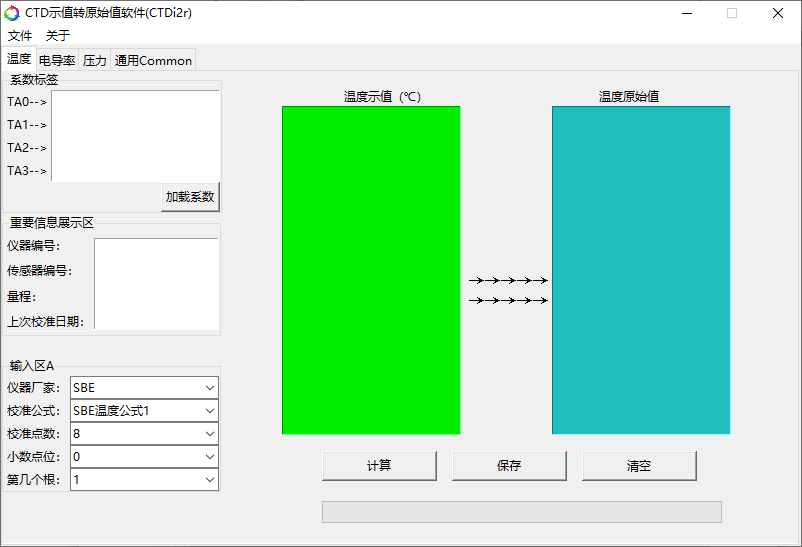 CTD示值转原始值软件(CTDi2r)
文件 关于
温度 电导率 压力 通用Common
系数标签
TA0-->
TA1-->
TA2-->
TA3-->
加载系数
重要信息展示区
仪器编号:
传感器编号:
量程:
上次校准日期:
输入区A
仪器厂家: SBE
校准公式: SBE温度公式1
校准点数: 8
小数点位: 0
第几个根: 1
温度示值（℃）
温度原始值
计算 保存 清空